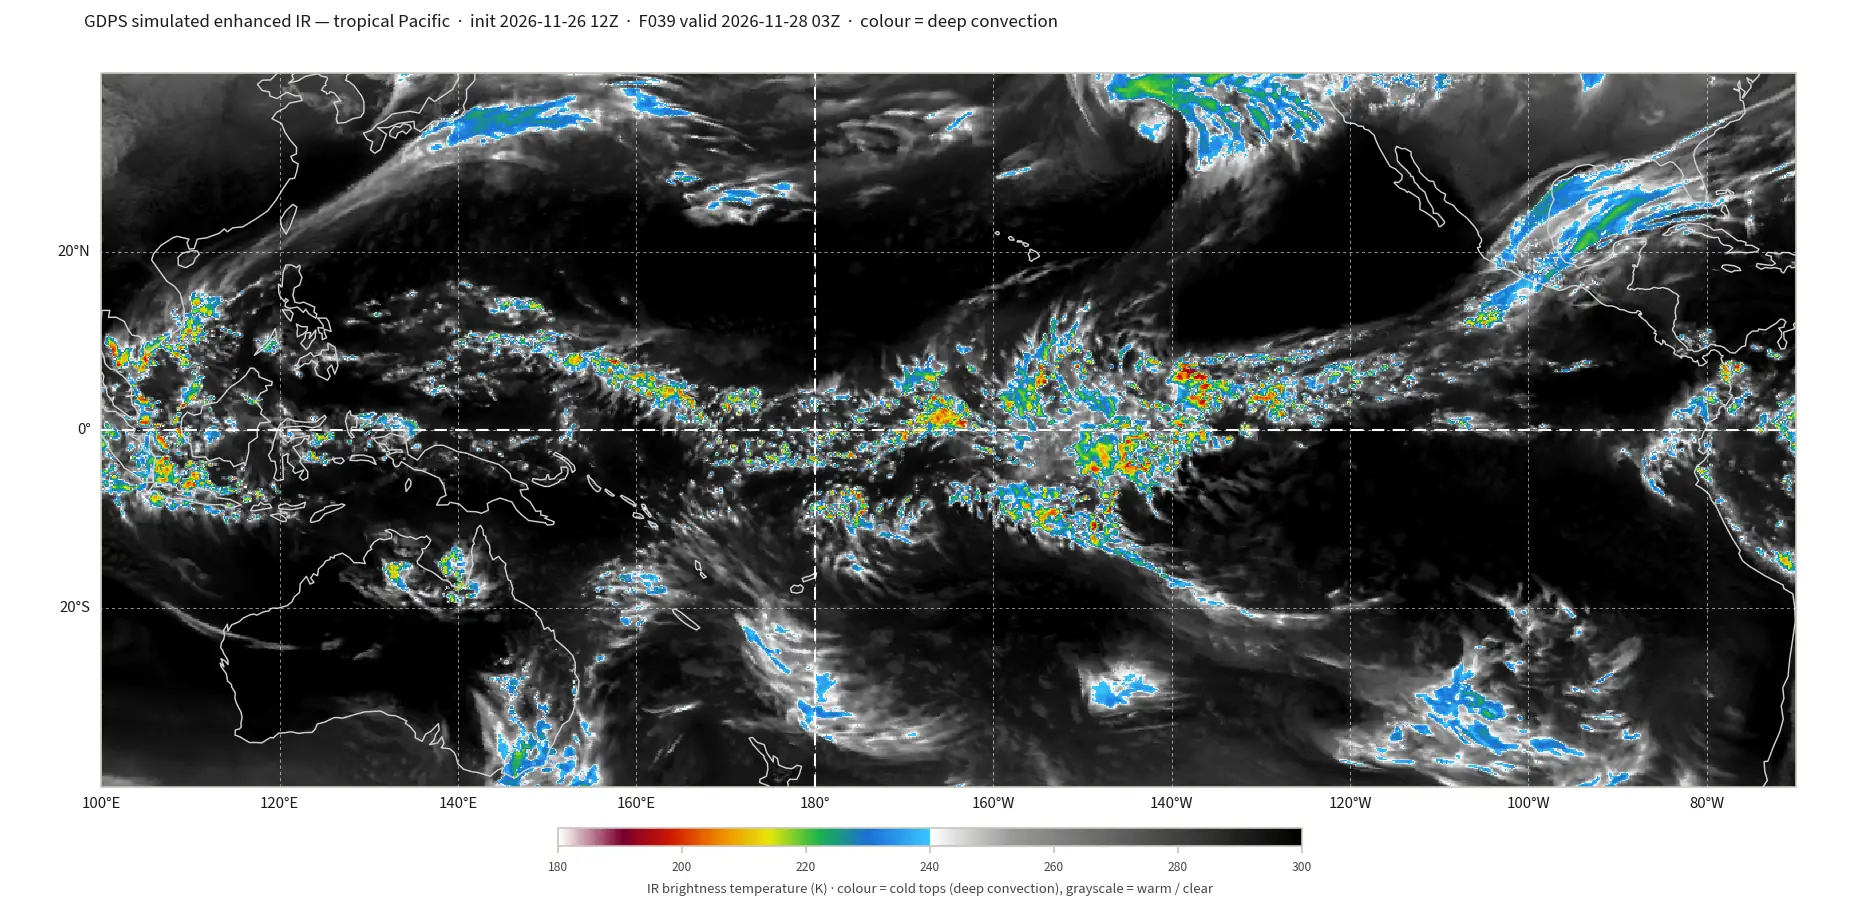 GDPS simulated enhanced IR — tropical Pacific · init 2026-11-26 12Z · F039 valid 2026-11-28 03Z · colour = deep convection
20°N
0°
20°S
100°E 120°E 140°E 160°E 180° 160°W 140°W 120°W 100°W 80°W
180 200 220 240 260 280 300
IR brightness temperature (K) · colour = cold tops (deep convection), grayscale = warm / clear